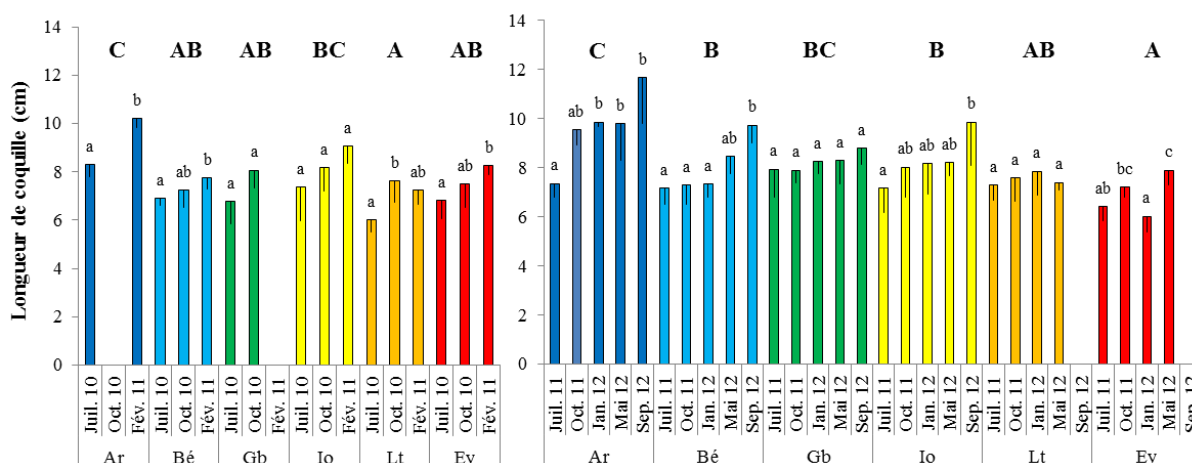 Longueur de coquille (cm)
14
12
10
8
6
4
2
0
C AB AB BC A AB
a b a ab b a a a a a a b ab a ab b
Juil. 10 Oct. 10 Fév. 11 Juil. 10 Oct. 10 Fév. 11 Juil. 10 Oct. 10 Fév. 11 Juil. 10 Oct. 10 Fév. 11 Juil. 10 Oct. 10 Fév. 11 Juil. 10 Oct. 10 Fév. 11
Ar Bé Gb Io Lt Ev
14
12
10
8
6
4
2
0
C B BC B AB A
a ab b b b a a a ab b a a a a a a ab ab ab b a a a a ab bc a c
Juil. 11 Oct. 11 Jan. 12 Mai 12 Sep. 12 Juil. 11 Oct. 11 Jan. 12 Mai 12 Sep. 12 Juil. 11 Oct. 11 Jan. 12 Mai 12 Sep. 12 Juil. 11 Oct. 11 Jan. 12 Mai 12 Sep. 12 Juil. 11 Oct. 11 Jan. 12 Mai 12 Sep. 12 Juil. 11 Oct. 11 Jan. 12 Mai 12 Sep. 12
Ar Bé Gb Io Lt Ev